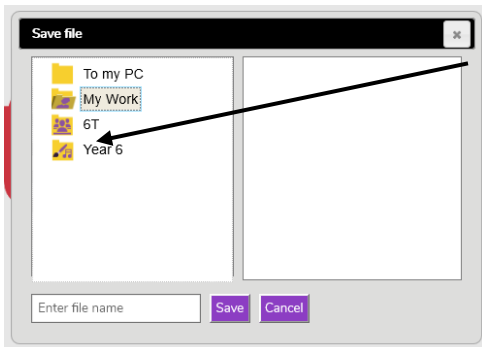 Save file
To my PC
My Work
6T
Year 6
Enter file name
Save Cancel